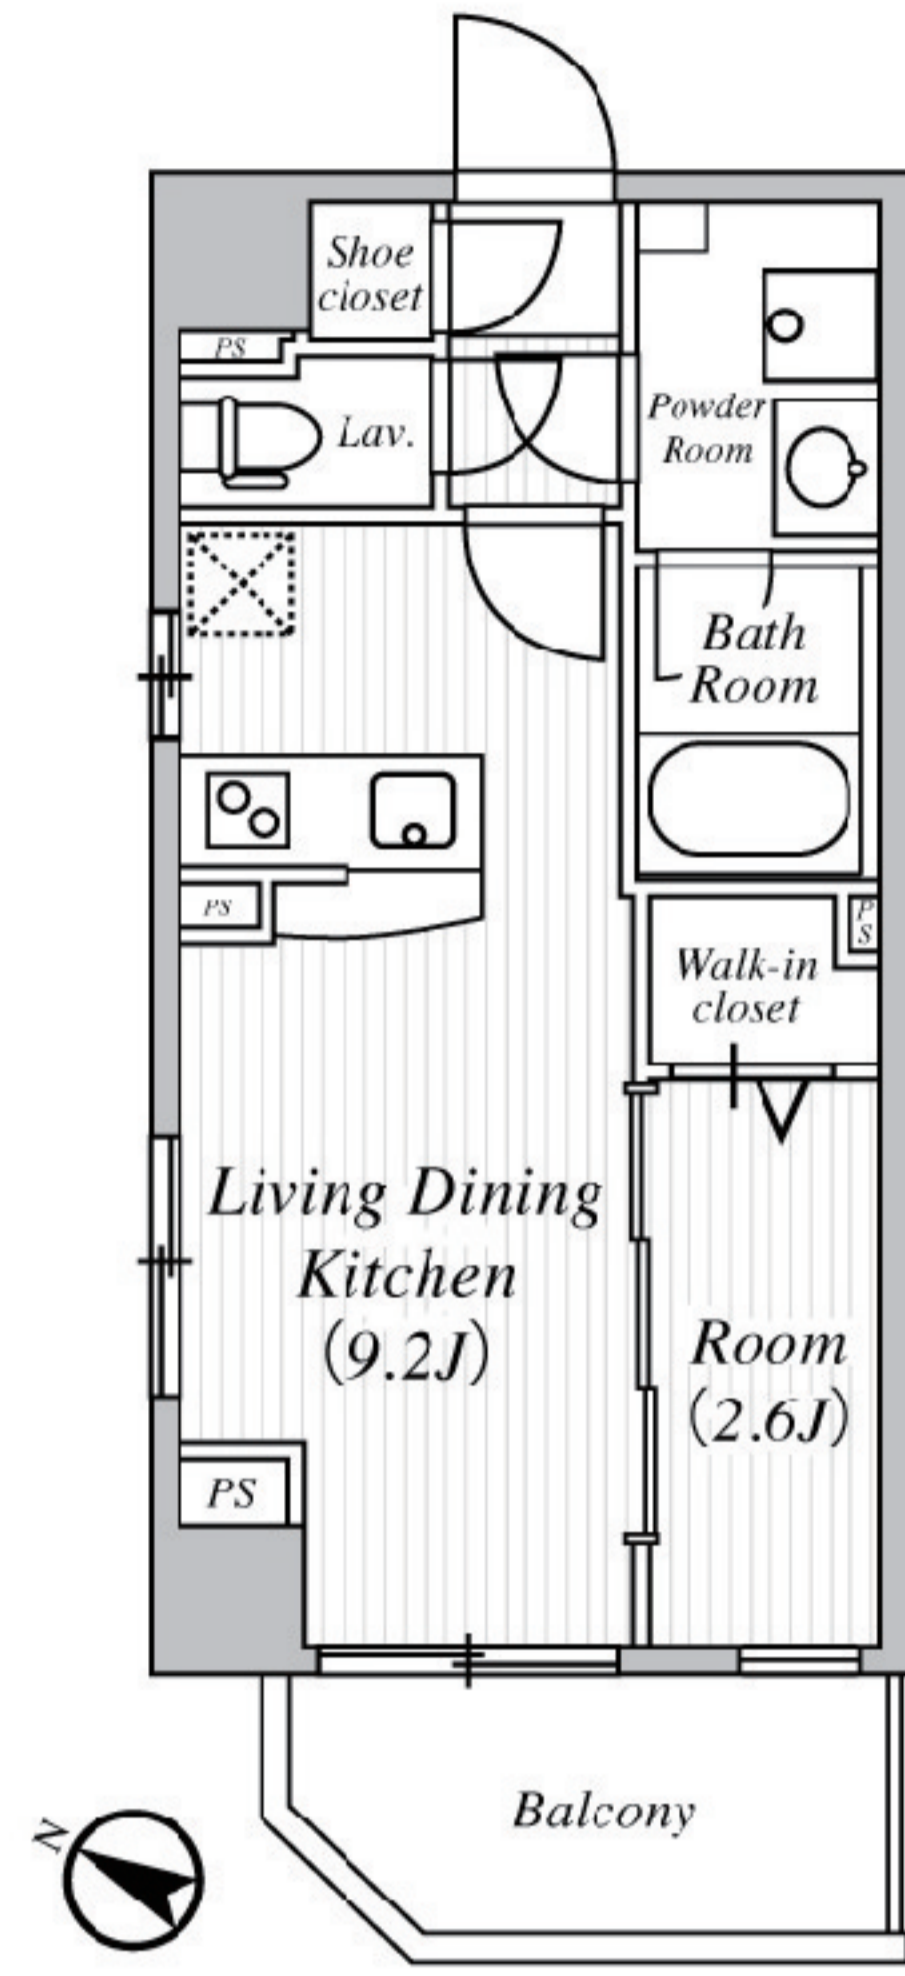 Shoe
cioset
PS
Lav.
Powder
Room
Bath
Room
PS
P
S
Walk-in
closet
Living Dining
Kitchen
(9.2J)
Room
(2.6J)
PS
Balcony
N